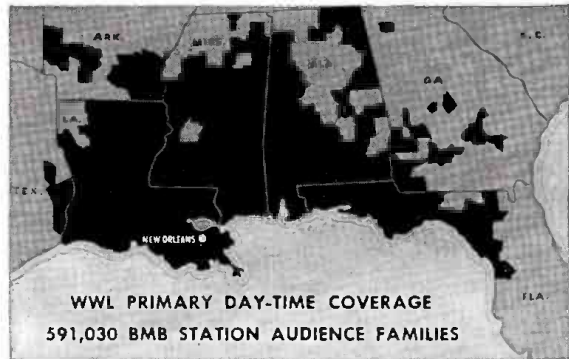 ARK.
MISS.
ALA.
S.C.
GA.
LA.
TEX.
NEW ORLEANS
FLA.
WWL PRIMARY DAY-TIME COVERAGE
591,030 BMB STATION AUDIENCE FAMILIES